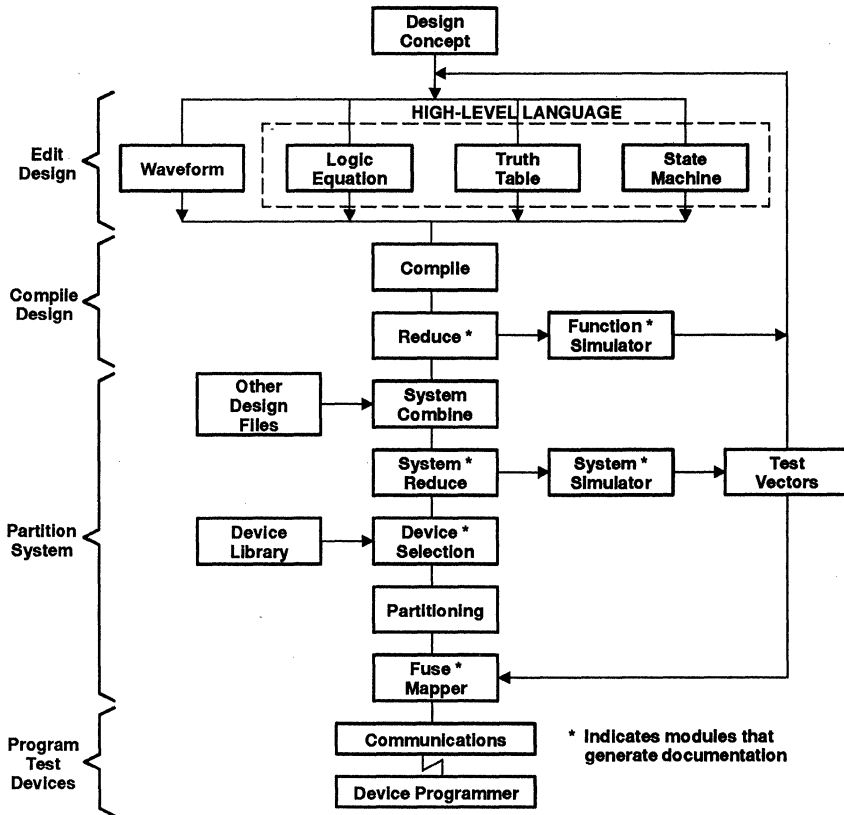 Design
Concept
HIGH-LEVEL LANGUAGE
Edit
Design
Waveform
Logic
Equation
Truth
Table
State
Machine
Compile
Design
Compile
Reduce *
Function *
Simulator
Other
Design
Files
System
Combine
System *
Reduce
System *
Simulator
Test
Vectors
Partition
System
Device
Library
Device *
Selection
Partitioning
Fuse *
Mapper
Program
Test
Devices
Communications
Device Programmer
* Indicates modules that
generate documentation